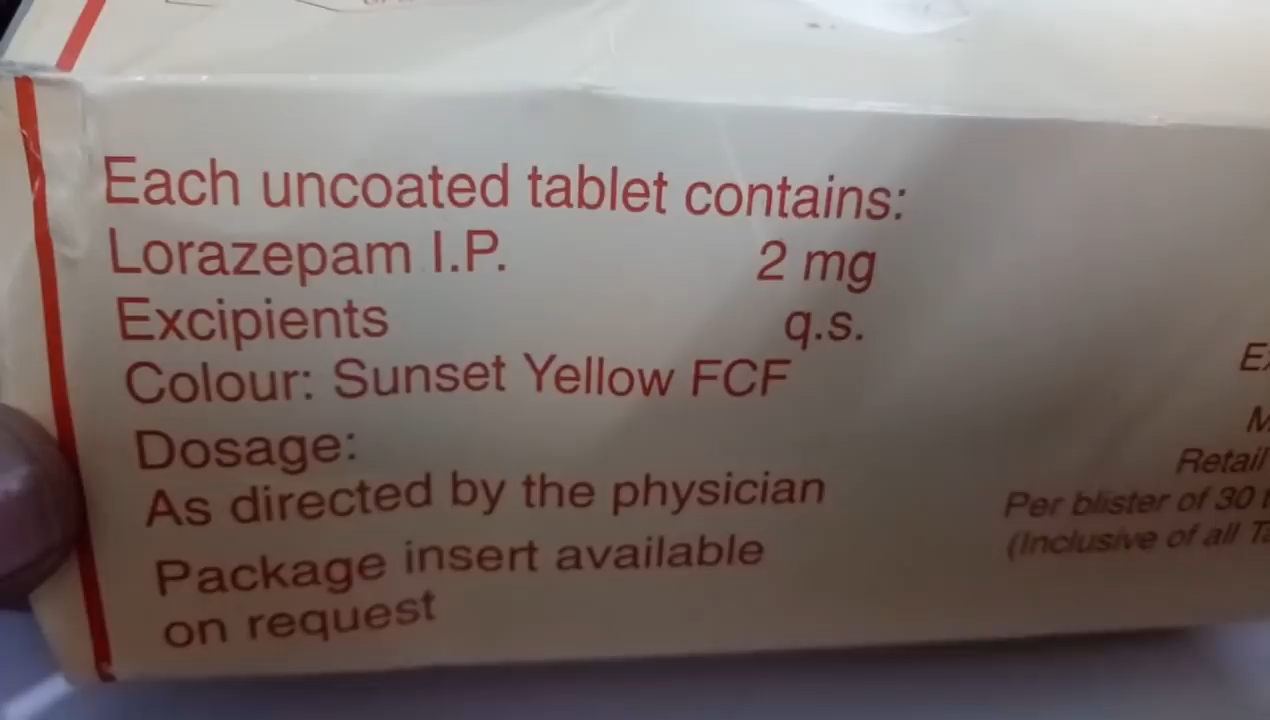 Each uncoated tablet contains:
Lorazepam I.P. 2 mg
Excipients q.s.
Colour: Sunset Yellow FCF
Dosage:
As directed by the physician
Package insert available
on request
Retail
Per blister of 30
(Inclusive of all